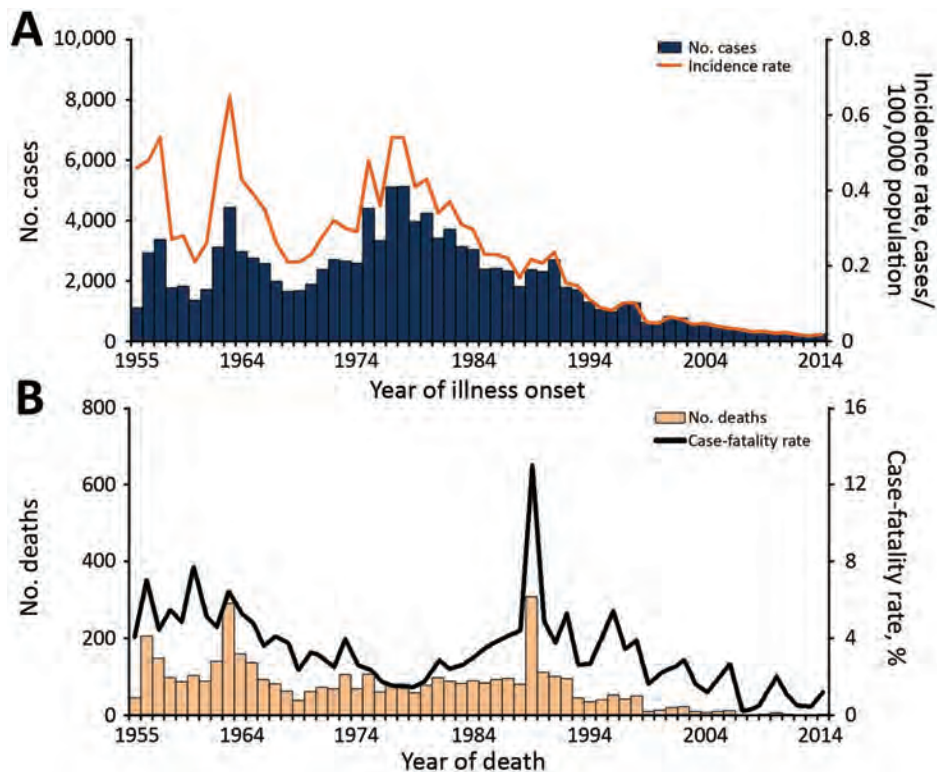 A
10,000
8,000
6,000
4,000
2,000
0
No. cases
No. cases
Incidence rate
0.8
0.6
0.4
0.2
0
Incidence rate, cases/
100,000 population
1955 1964 1974 1984 1994 2004 2014
Year of illness onset
B
800
600
400
200
0
No. deaths
No. deaths
Case-fatality rate
16
12
8
4
0
Case-fatality rate, %
1955 1964 1974 1984 1994 2004 2014
Year of death